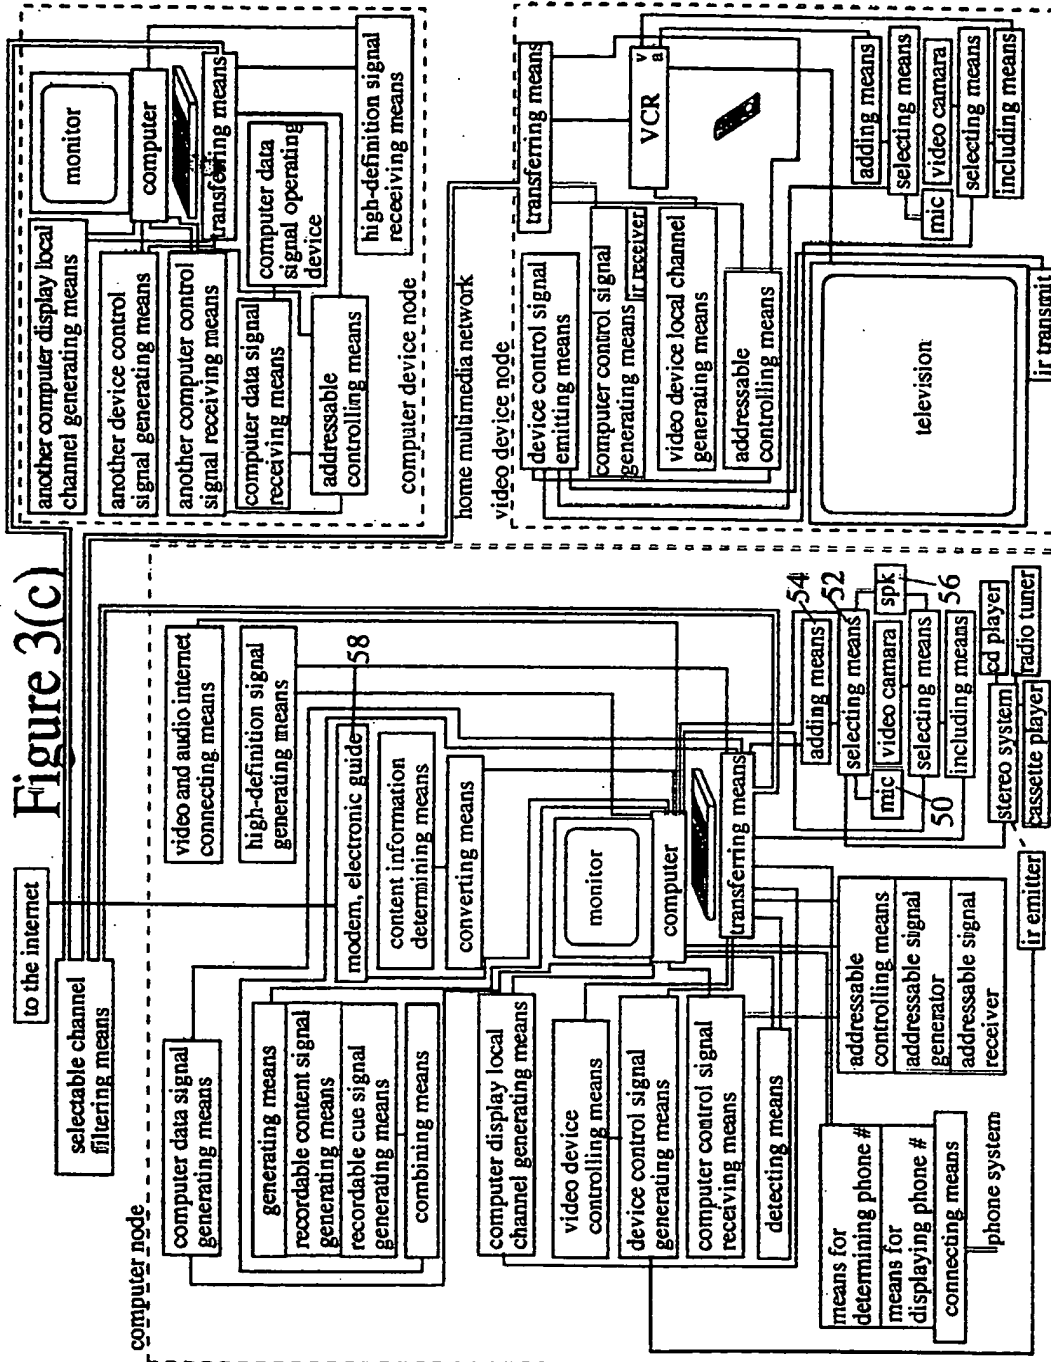 Figure 3(c)
to the internet
selectable channel
filtering means
computer node
computer data signal
generating means
generating means
recordable content signal
generating means
recordable cue signal
generating means
combining means
computer display local
channel generating means
video device
controlling means
device control signal
generating means
computer control signal
receiving means
detecting means
means for
determining phone #
means for
displaying phone #
connecting means
phone system
video and audio internet
connecting means
high-definition signal
generating means
modem, electronic guide
58
content information
determining means
converting means
monitor
computer
transferring means
addressable
controlling means
addressable signal
generator
addressable signal
receiver
adding means
54
selecting means
52
mic
50
video camara
spk
56
selecting means
including means
stereo system
cd player
radio tuner
cassette player
ir emitter
another computer display local
channel generating means
another device control
signal generating means
another computer control
signal receiving means
computer data signal
receiving means
addressable
controlling means
monitor
computer
transferring means
computer data
signal operating
device
high-definition signal
receeiving means
computer device node
home multimedia network
video device node
device control signal
emitting means
computer control signal
generating means
ir receiver
video device local channel
generating means
addressable
controlling means
transferring means
VCR
v
a
adding means
selecting means
mic
video camara
selecting means
including means
television
ir transmit